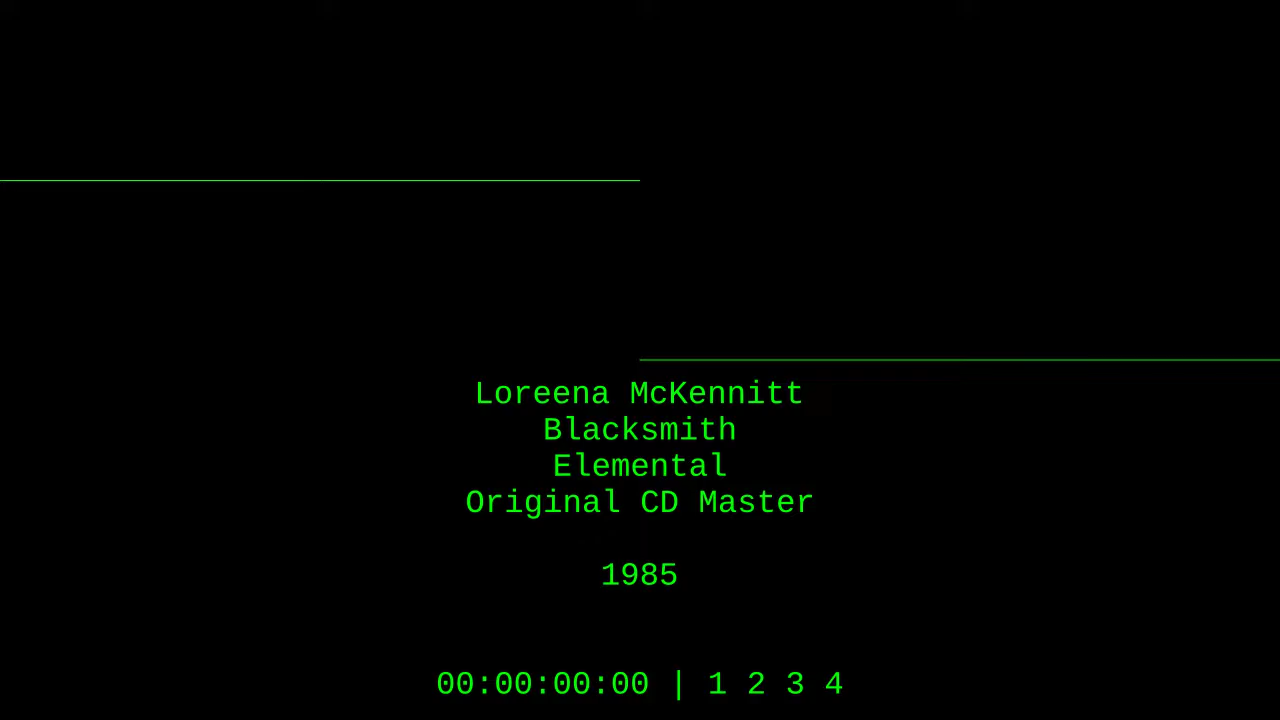 Loreena McKennitt
Blacksmith
Elemental
Original CD Master
1985
00:00:00:00 | 1 2 3 4